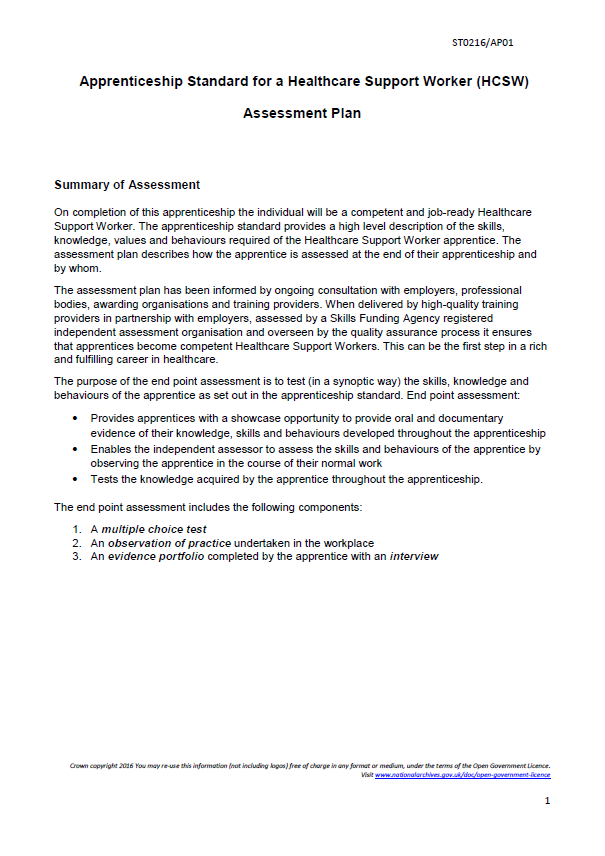 ST0216/AP01
Apprenticeship Standard for a Healthcare Support Worker (HCSW)
Assessment Plan
Summary of Assessment
On completion of this apprenticeship the individual will be a competent and job-ready Healthcare
Support Worker. The apprenticeship standard provides a high level description of the skills,
knowledge, values and behaviours required of the Healthcare Support Worker apprentice. The
assessment plan describes how the apprentice is assessed at the end of their apprenticeship and
by whom.
The assessment plan has been informed by ongoing consultation with employers, professional
bodies, awarding organisations and training providers. When delivered by high-quality training
providers in partnership with employers, assessed by a Skills Funding Agency registered
independent assessment organisation and overseen by the quality assurance process it ensures
that apprentices become competent Healthcare Support Workers. This can be the first step in a rich
and fulfilling career in healthcare.
The purpose of the end point assessment is to test (in a synoptic way) the skills, knowledge and
behaviours of the apprentice as set out in the apprenticeship standard. End point assessment:
• Provides apprentices with a showcase opportunity to provide oral and documentary
evidence of their knowledge, skills and behaviours developed throughout the apprenticeship
• Enables the independent assessor to assess the skills and behaviours of the apprentice by
observing the apprentice in the course of their normal work
• Tests the knowledge acquired by the apprentice throughout the apprenticeship.
The end point assessment includes the following components:
1. A multiple choice test
2. An observation of practice undertaken in the workplace
3. An evidence portfolio completed by the apprentice with an interview
Crown copyright 2016 You may re-use this information (not including logos) free of charge in any format or medium, under the terms of the Open Government Licence.
Visit www.nationalarchives.gov.uk/doc/open-government-licence
1